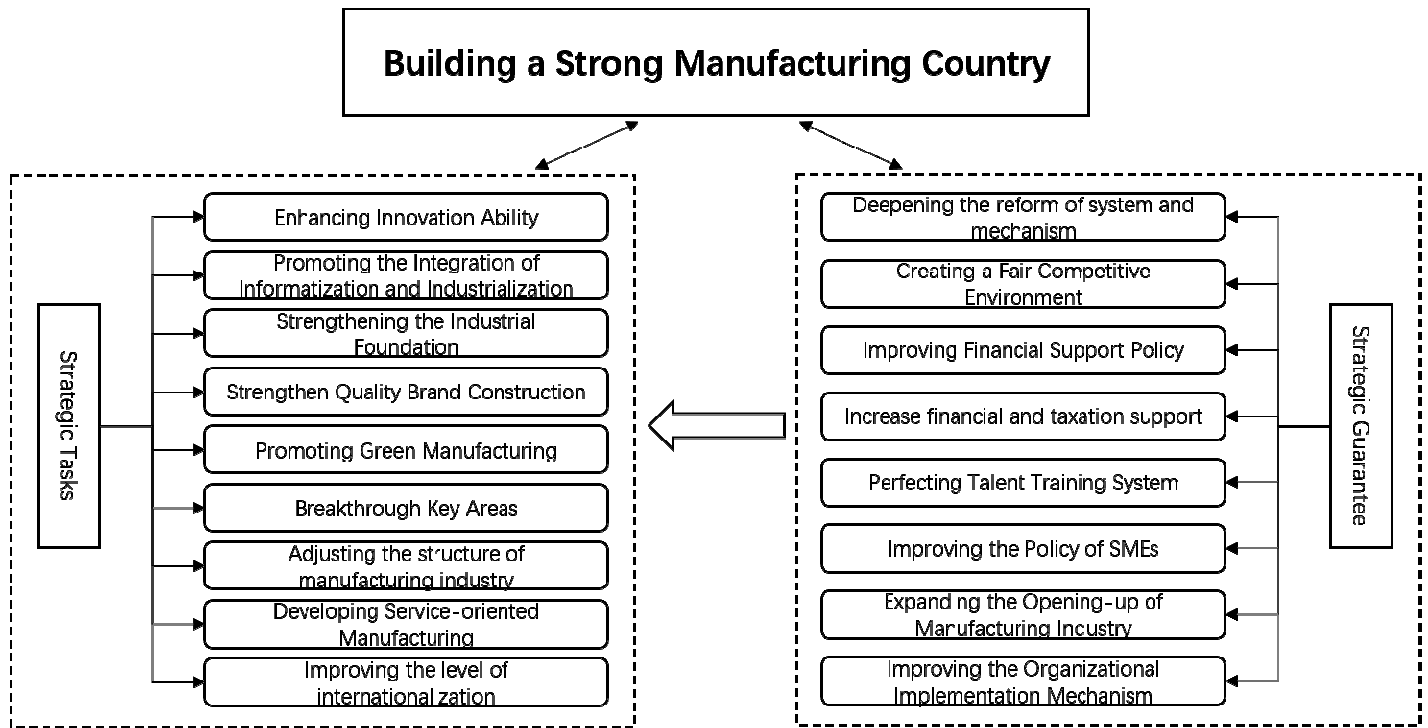 Building a Strong Manufacturing Country
Strategic Tasks
Enhancing Innovation Ability
Promoting the Integration of
Informatization and Industrialization
Strengthening the Industrial
Foundation
Strengthen Quality Brand Construction
Promoting Green Manufacturing
Breakthrough Key Areas
Adjusting the structure of
manufacturing industry
Developing Service-oriented
Manufacturing
Improving the level of
internationalization
Deepening the reform of system and
mechanism
Creating a Fair Competitive
Environment
Improving Financial Support Policy
Increase financial and taxation support
Perfecting Talent Training System
Improving the Policy of SMEs
Expanding the Opening-up of
Manufacturing Industry
Improving the Organizational
Implementation Mechanism
Strategic Guarantee